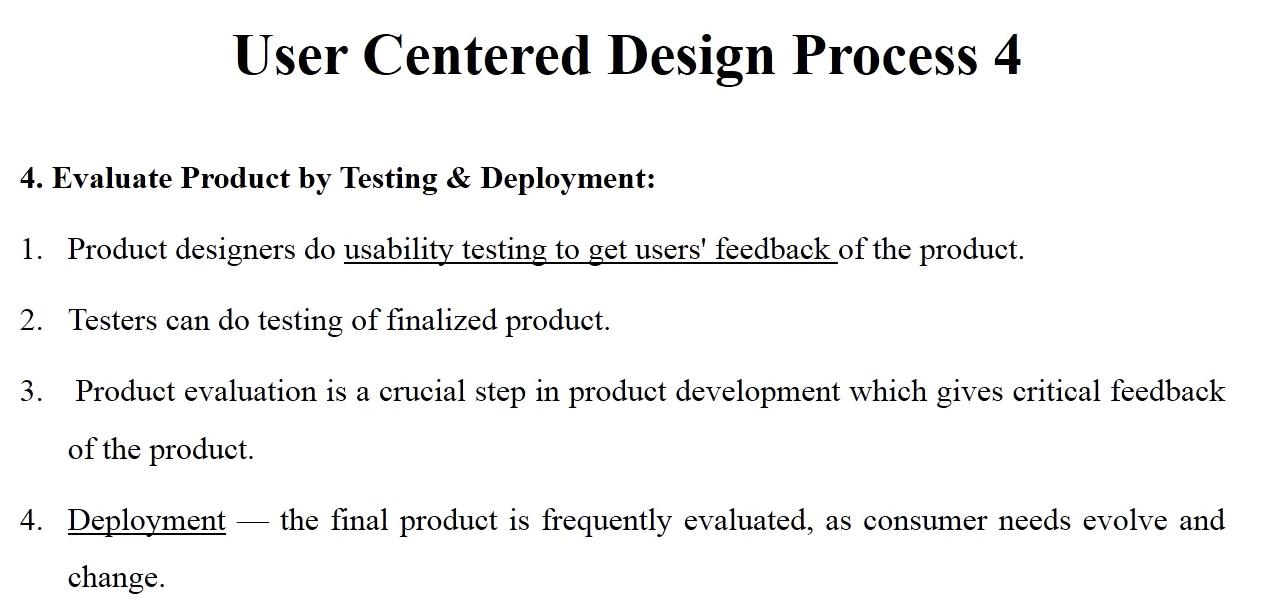 User Centered Design Process 4
4. Evaluate Product by Testing & Deployment:
1. Product designers do usability testing to get users' feedback of the product.
2. Testers can do testing of finalized product.
3. Product evaluation is a crucial step in product development which gives critical feedback
of the product.
4. Deployment — the final product is frequently evaluated, as consumer needs evolve and
change.